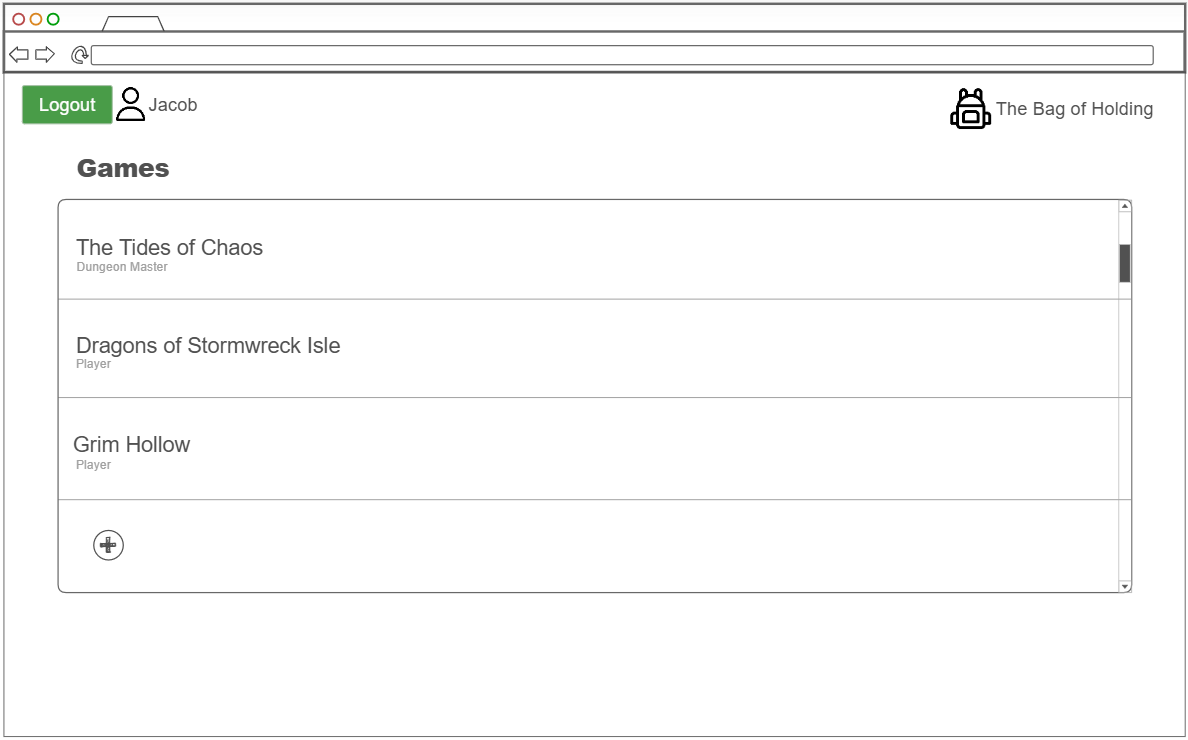 Logout
Jacob
The Bag of Holding
Games
The Tides of Chaos
Dungeon Master
Dragons of Stormwreck Isle
Player
Grim Hollow
Player